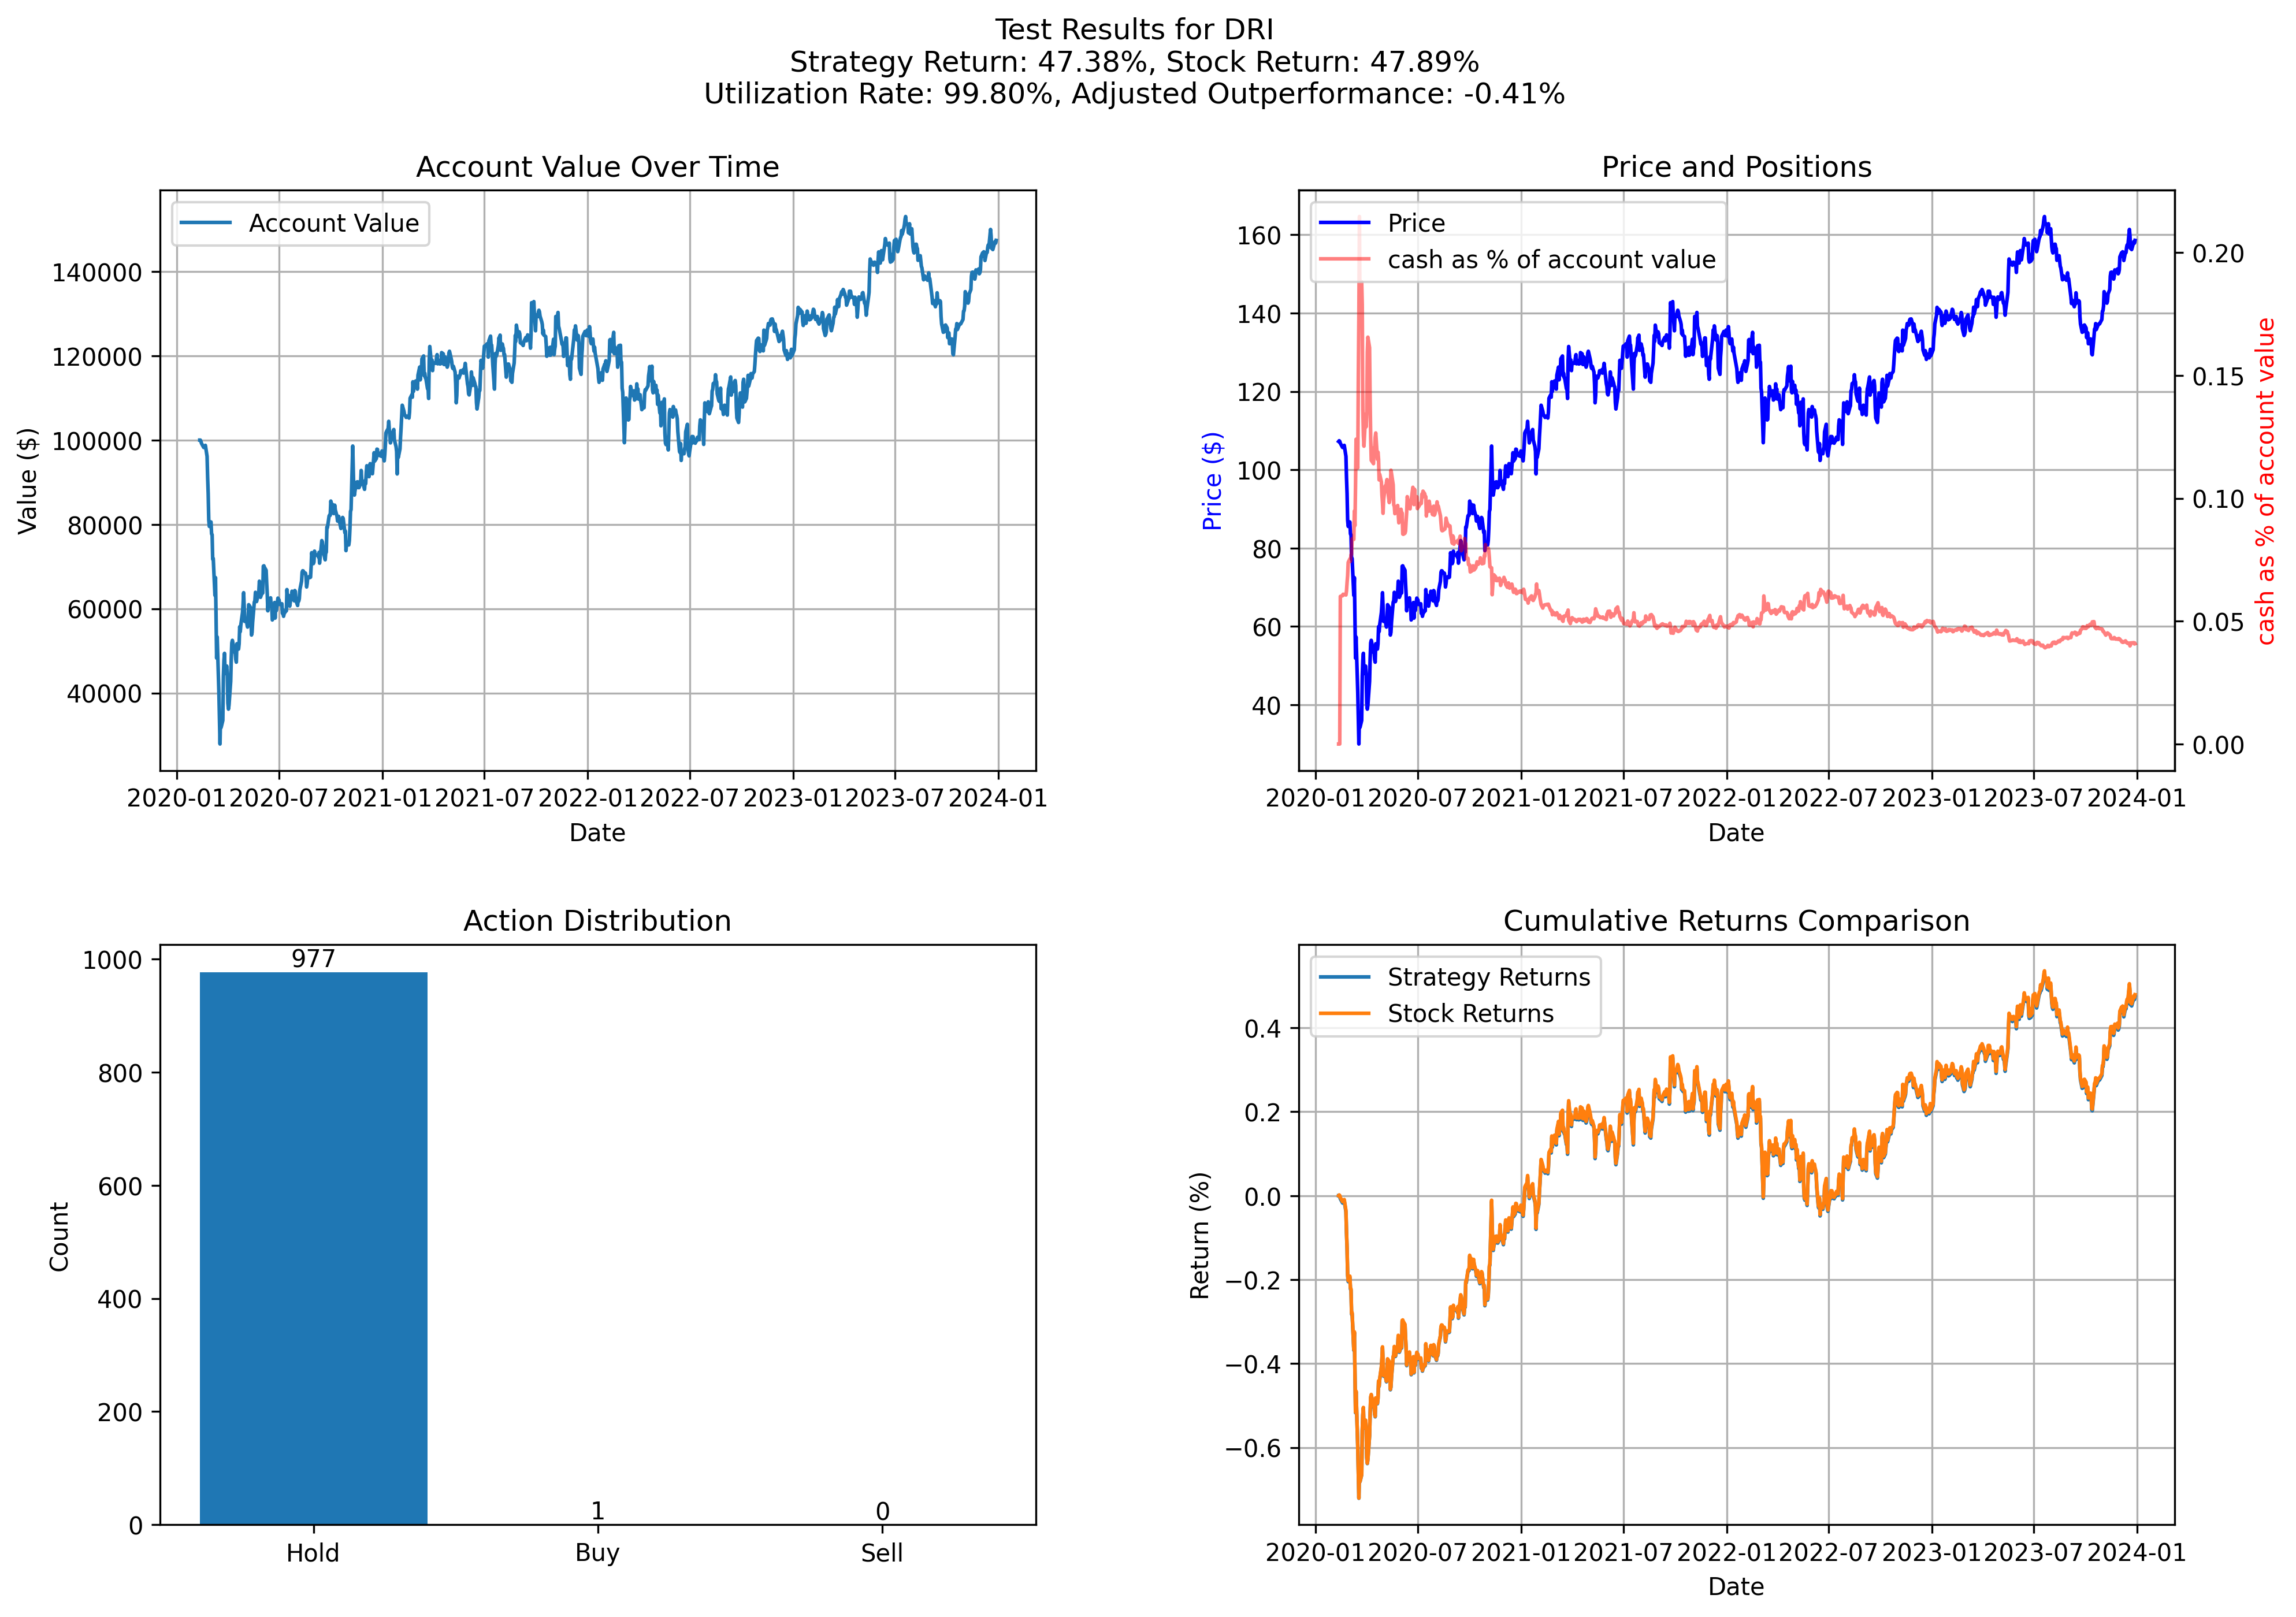 Test Results for DRI
Strategy Return: 47.38%, Stock Return: 47.89%
Utilization Rate: 99.80%, Adjusted Outperformance: -0.41%
Account Value Over Time
Account Value
140000
120000
100000
80000
60000
40000
Value ($)
2020-01 2020-07 2021-01 2021-07 2022-01 2022-07 2023-01 2023-07 2024-01
Date
Price and Positions
Price
cash as % of account value
160
140
120
100
80
60
40
Price ($)
0.20
0.15
0.10
0.05
0.00
cash as % of account value
2020-01 2020-07 2021-01 2021-07 2022-01 2022-07 2023-01 2023-07 2024-01
Date
Action Distribution
1000
800
600
400
200
0
Count
977
1
0
Hold Buy Sell
Cumulative Returns Comparison
Strategy Returns
Stock Returns
0.4
0.2
0.0
−0.2
−0.4
−0.6
Return (%)
2020-01 2020-07 2021-01 2021-07 2022-01 2022-07 2023-01 2023-07 2024-01
Date